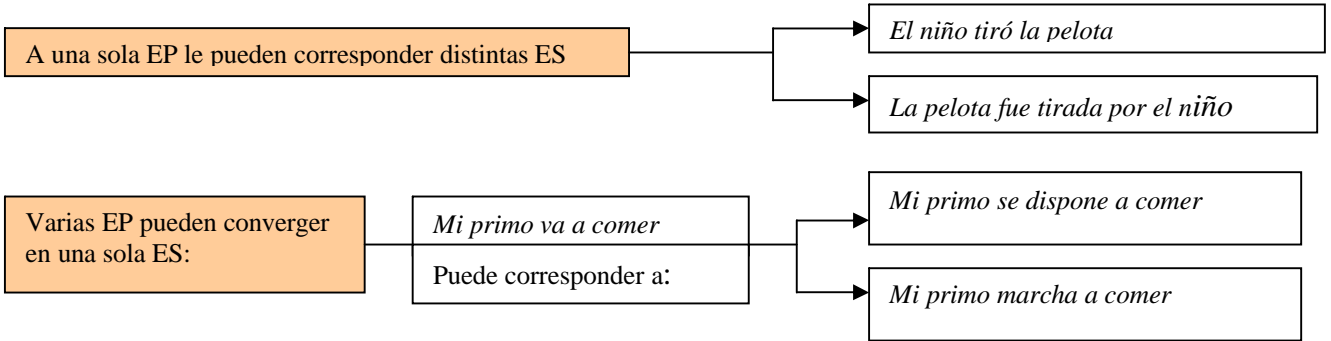 A una sola EP le pueden corresponder distintas ES
El niño tiró la pelota
La pelota fue tirada por el niño
Varias EP pueden converger
en una sola ES:
Mi primo va a comer
Puede corresponder a:
Mi primo se dispone a comer
Mi primo marcha a comer